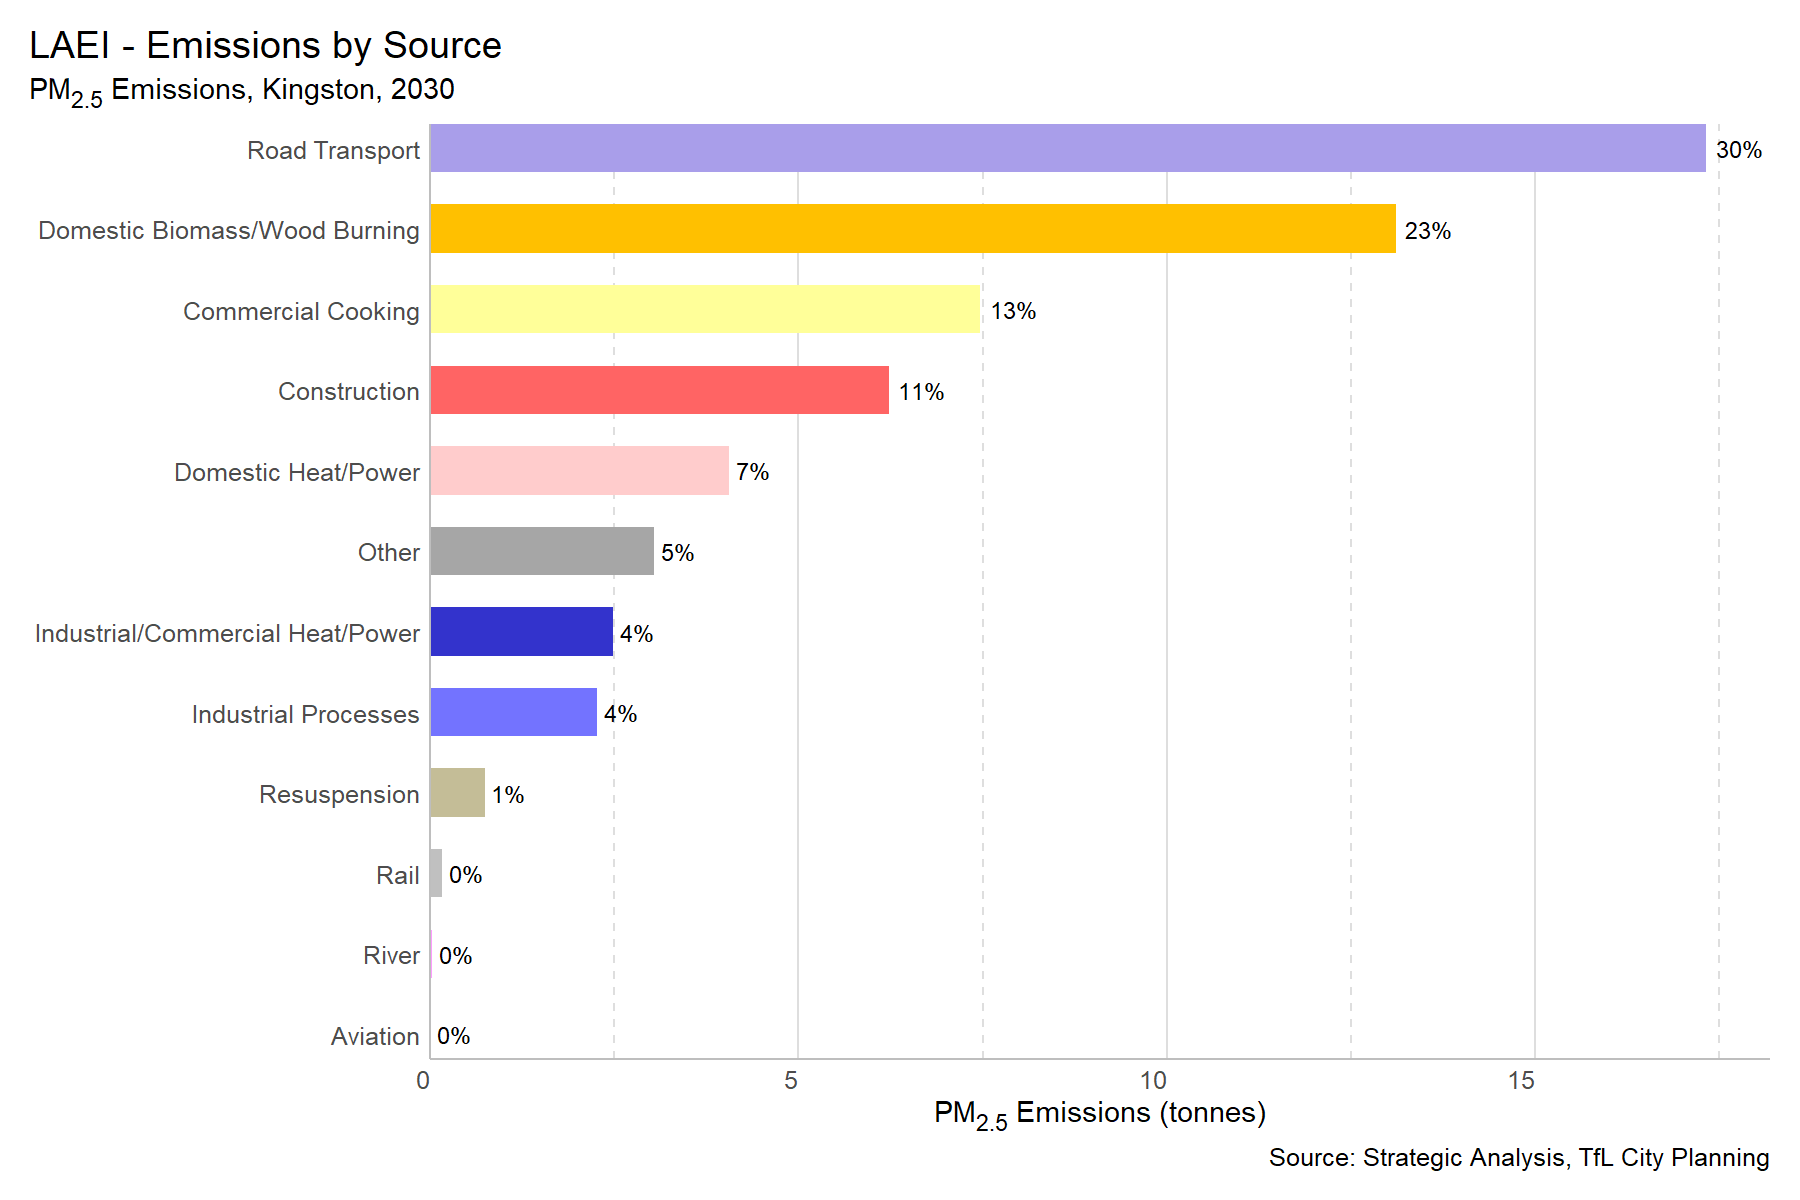 LAEI - Emissions by Source
PM2.5 Emissions, Kingston, 2030
Road Transport 30%
Domestic Biomass/Wood Burning 23%
Commercial Cooking 13%
Construction 11%
Domestic Heat/Power 7%
Other 5%
Industrial/Commercial Heat/Power 4%
Industrial Processes 4%
Resuspension 1%
Rail 0%
River 0%
Aviation 0%
0 5 10 15
PM2.5 Emissions (tonnes)
Source: Strategic Analysis, TfL City Planning